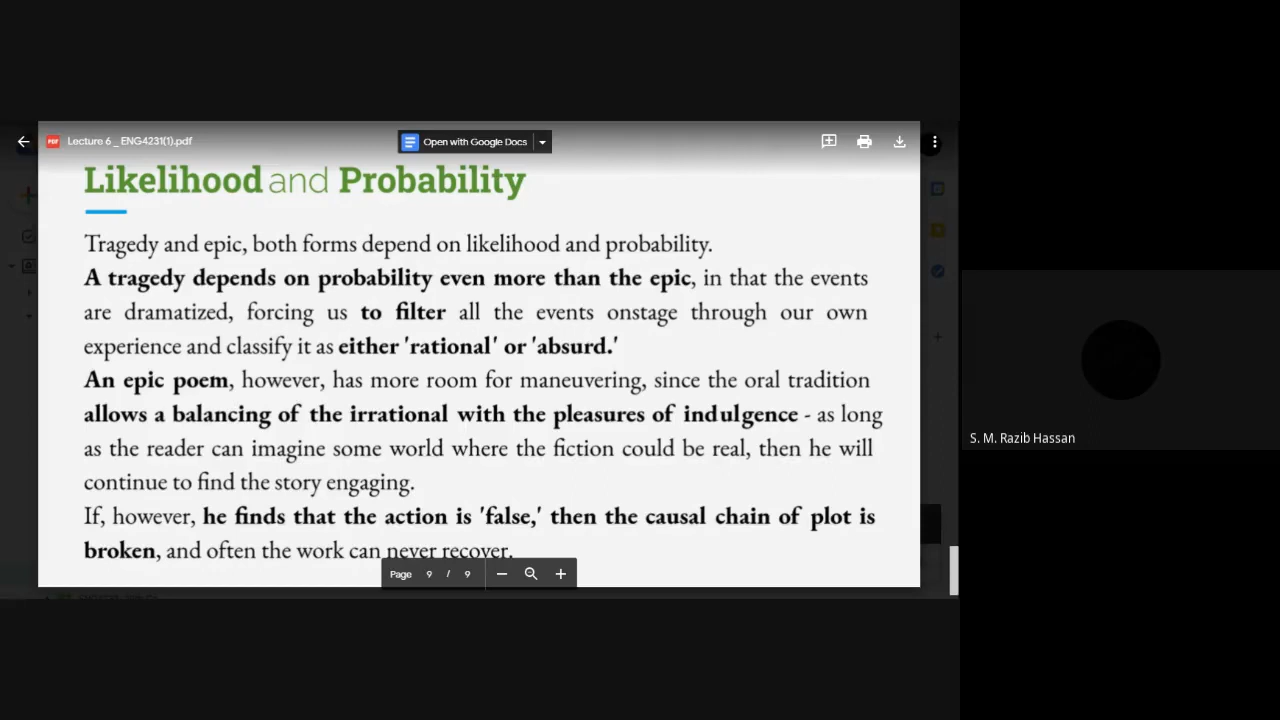 Lecture 6 _ ENG4231(1).pdf
Open with Google Docs
Likelihood and Probability
Tragedy and epic, both forms depend on likelihood and probability.
A tragedy depends on probability even more than the epic, in that the events
are dramatized, forcing us to filter all the events onstage through our own
experience and classify it as either 'rational' or 'absurd.'
An epic poem, however, has more room for maneuvering, since the oral tradition
allows a balancing of the irrational with the pleasures of indulgence - as long
as the reader can imagine some world where the fiction could be real, then he will
continue to find the story engaging.
If, however, he finds that the action is 'false,' then the causal chain of plot is
broken, and often the work can never recover.
Page 9 / 9
S. M. Razib Hassan